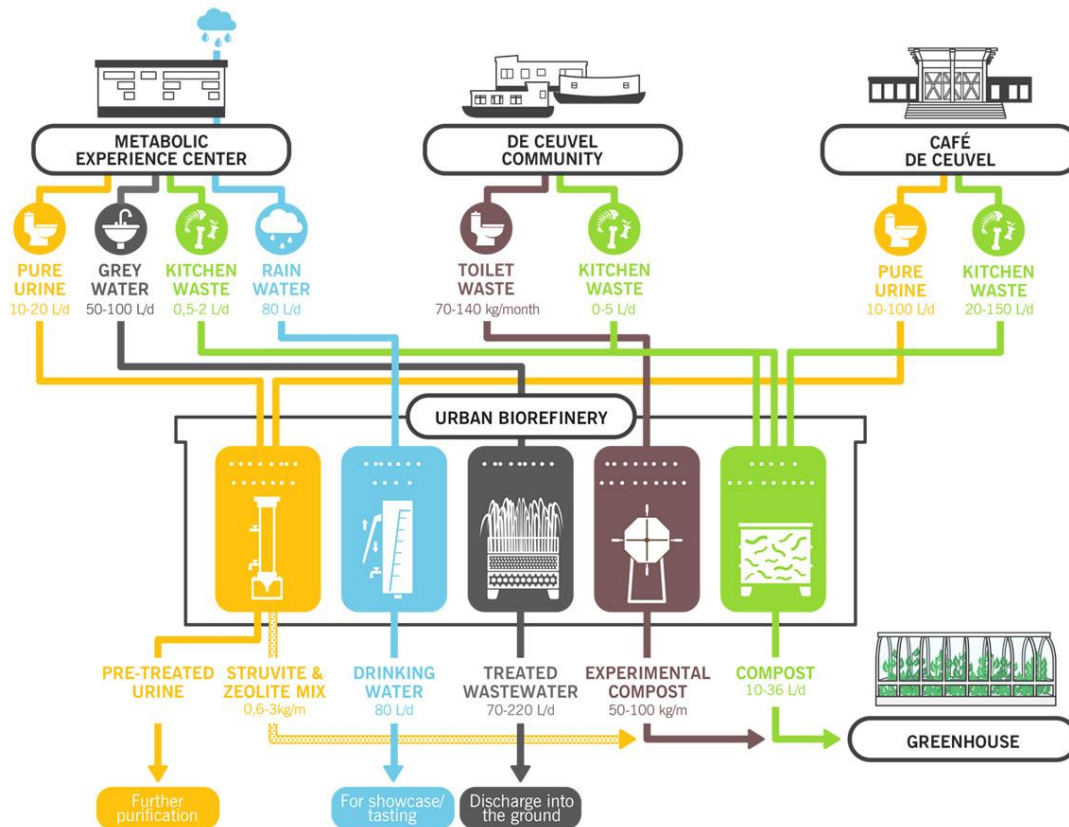 METABOLIC
EXPERIENCE CENTER
DE CEUVEL
COMMUNITY
CAFÉ
DE CEUVEL
PURE
URINE
10-20 L/d
GREY
WATER
50-100 L/d
KITCHEN
WASTE
0,5-2 L/d
RAIN
WATER
80 L/d
TOILET
WASTE
70-140 kg/month
KITCHEN
WASTE
0-5 L/d
PURE
URINE
10-100 L/d
KITCHEN
WASTE
20-150 L/d
URBAN BIOREFINERY
PRE-TREATED
URINE
STRUVITE &
ZEOLITE MIX
0,6-3kg/m
DRINKING
WATER
80 L/d
TREATED
WASTEWATER
70-220 L/d
EXPERIMENTAL
COMPOST
50-100 kg/m
COMPOST
10-36 L/d
GREENHOUSE
Further
purification
For showcase/
tasting
Discharge into
the ground